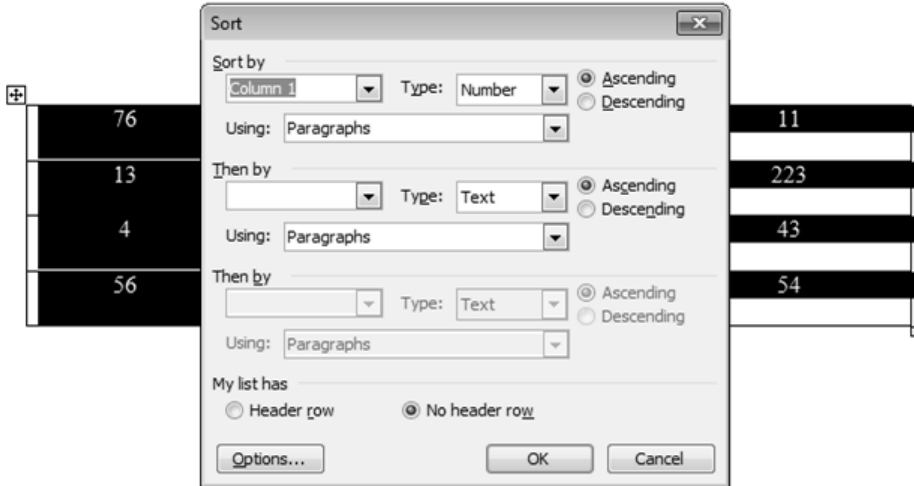 Sort
Sort by
Column 1 Type: Number Ascending
Descending
Using: Paragraphs
Then by
Type: Text Ascending
Descending
Using: Paragraphs
Then by
Type: Text Ascending
Descending
Using: Paragraphs
My list has
Header row No header row
Options... OK Cancel
76 11
13 223
4 43
56 54